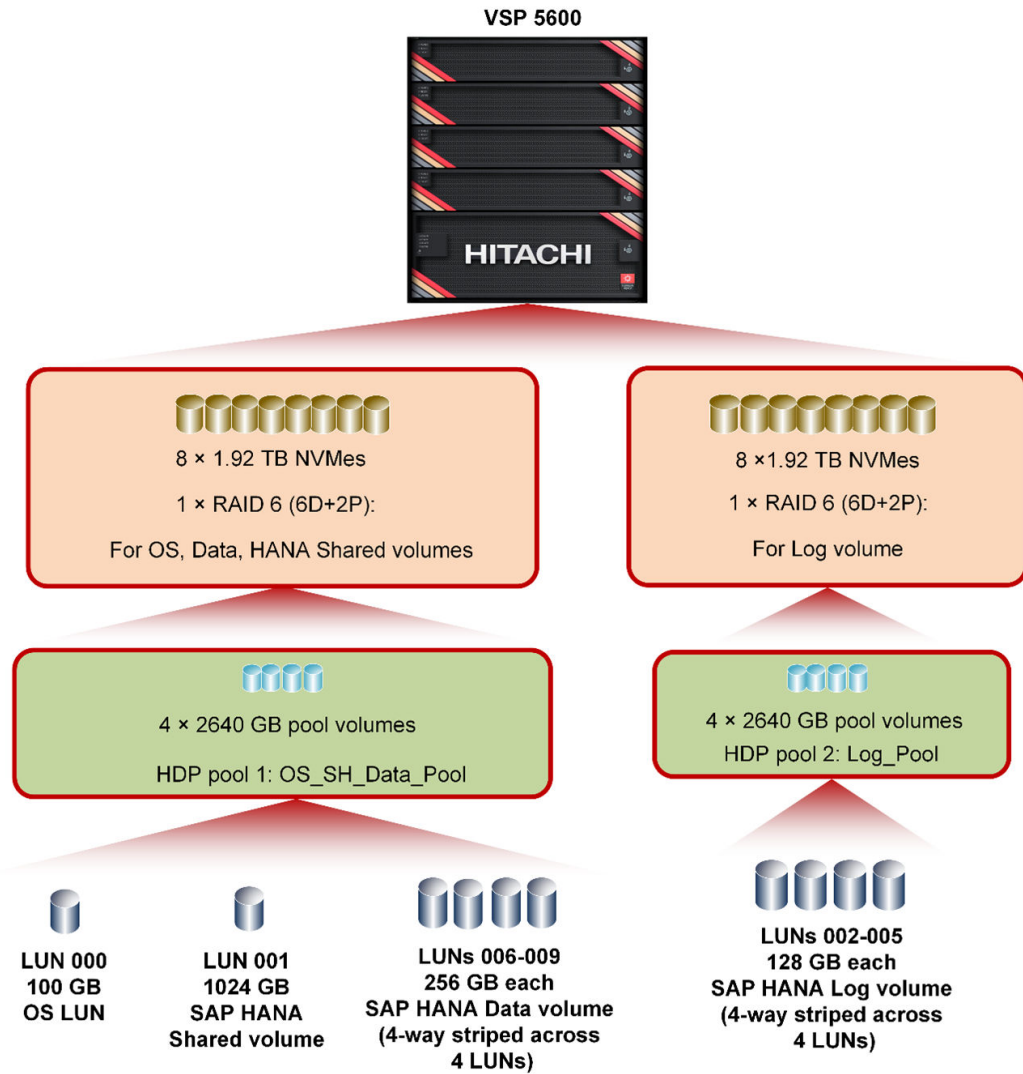 VSP 5600
HITACHI
8 × 1.92 TB NVMes
1 × RAID 6 (6D+2P):
For OS, Data, HANA Shared volumes
8 ×1.92 TB NVMes
1 × RAID 6 (6D+2P):
For Log volume
4 × 2640 GB pool volumes
HDP pool 1: OS_SH_Data_Pool
4 × 2640 GB pool volumes
HDP pool 2: Log_Pool
LUN 000
100 GB
OS LUN
LUN 001
1024 GB
SAP HANA
Shared volume
LUNs 006-009
256 GB each
SAP HANA Data volume
(4-way striped across
4 LUNs)
LUNs 002-005
128 GB each
SAP HANA Log volume
(4-way striped across
4 LUNs)